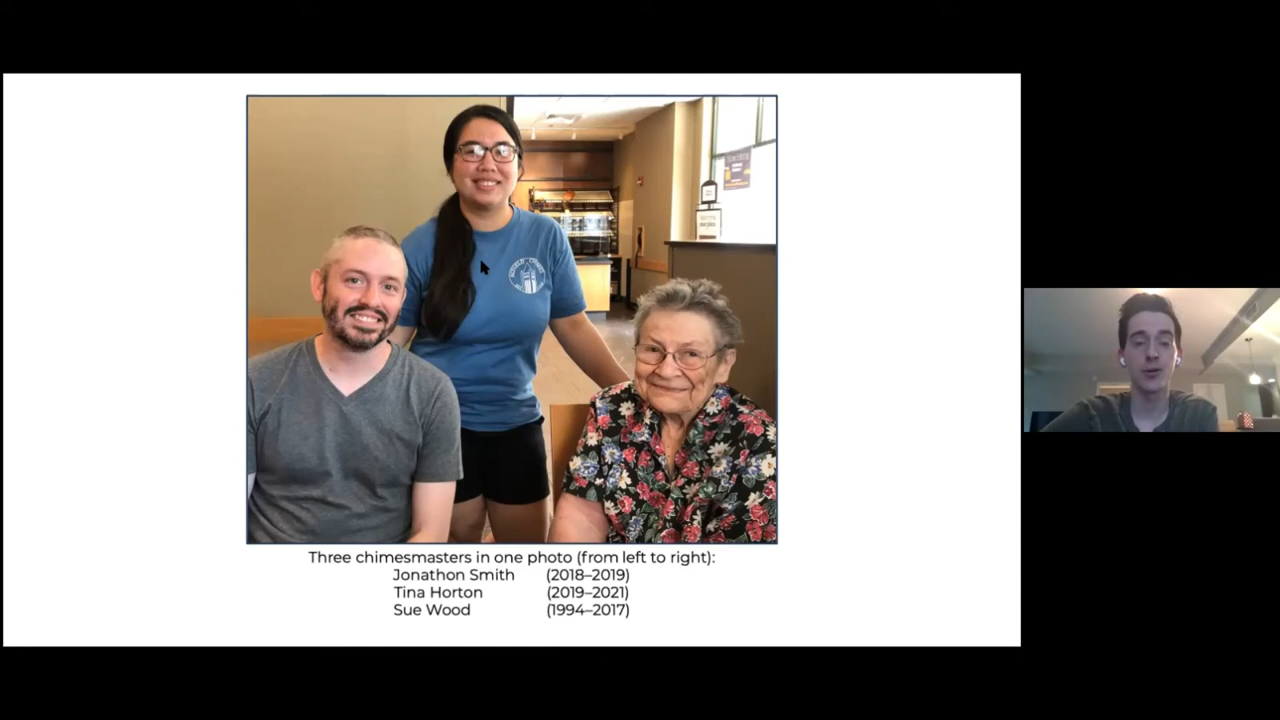 Three chimesmasters in one photo (from left to right):
Jonathon Smith (2018–2019)
Tina Horton (2019–2021)
Sue Wood (1994–2017)